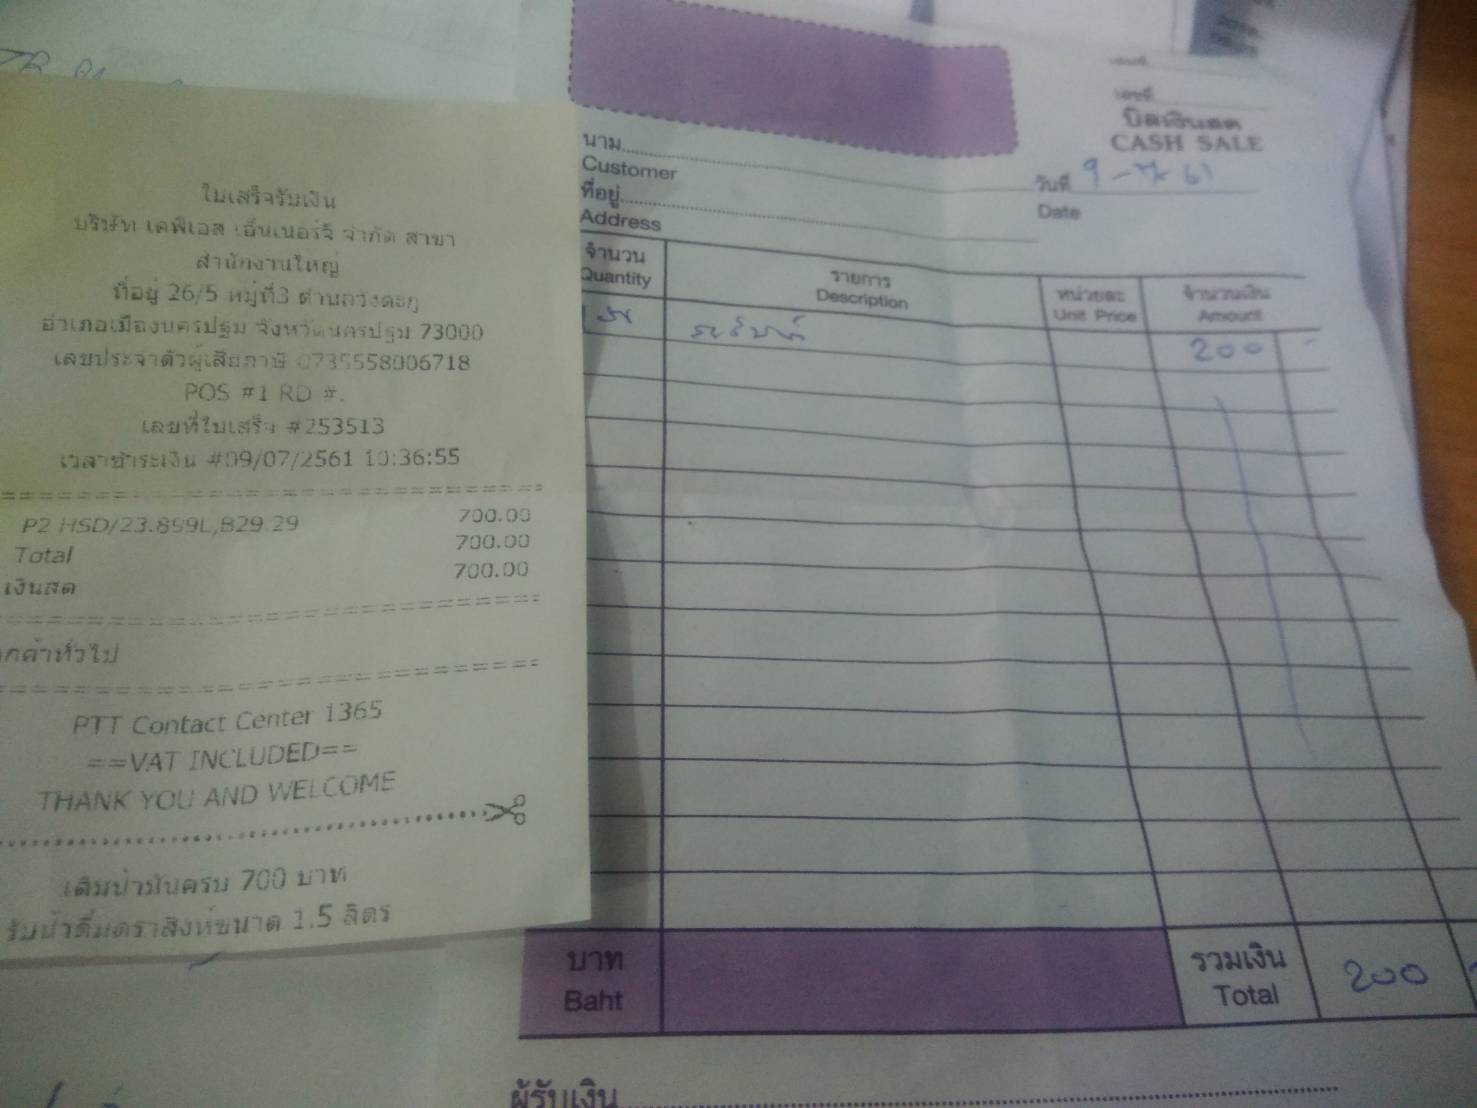 ใบเสร็จรับเงิน
บริษัท เคพีเอส เอ็นเนอร์จี จำกัด สาขา
สำนักงานใหญ่
ที่อยู่ 26/5 หมู่ที่3 ตำบลวังตะกู
อำเภอเมืองนครปฐม จังหวัดนครปฐม 73000
เลขประจำตัวผู้เสียภาษี 0735558006718
POS #1 RD #.
เลขที่ใบเสร็จ #253513
เวลาชำระเงิน #09/07/2561 10:36:55
P2 HSD/23.899L,B29.29 700.00
Total 700.00
เงินสด 700.00
กค้าทั่วไป
PTT Contact Center 1365
==VAT INCLUDED==
THANK YOU AND WELCOME
เติมน้ำมันครบ 700 บาท
รับน้ำดื่มตราสิงห์ขนาด 1.5 ลิตร
เลขที่
บิลเงินสด
CASH SALE
นาม
Customer
วันที่ 9 - 7 - 61
Date
ที่อยู่
Address
จำนวน รายการ หน่วยละ จำนวนเงิน
Quantity Description Unit Price Amount
200 -
บาท รวมเงิน 200
Baht Total
ผู้รับเงิน